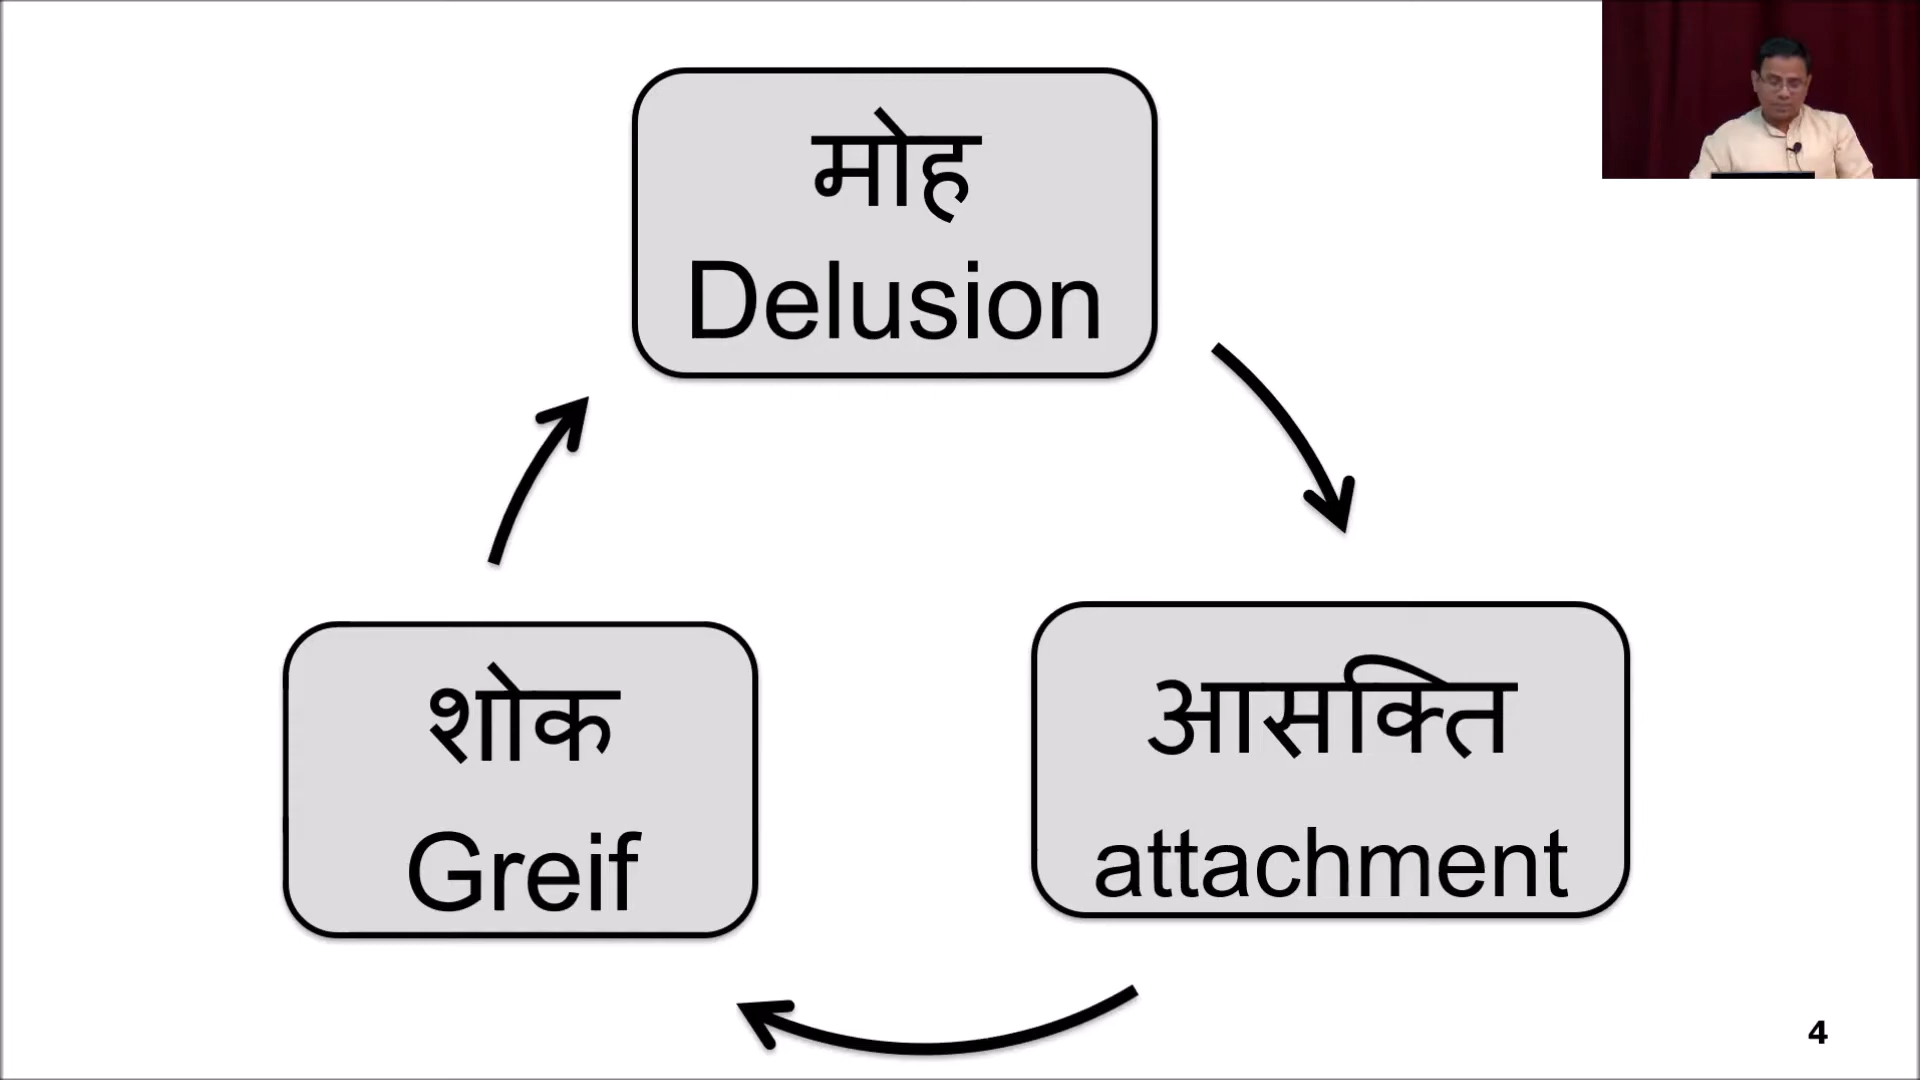 मोह
Delusion
शोक
Greif
आसक्ति
attachment
4